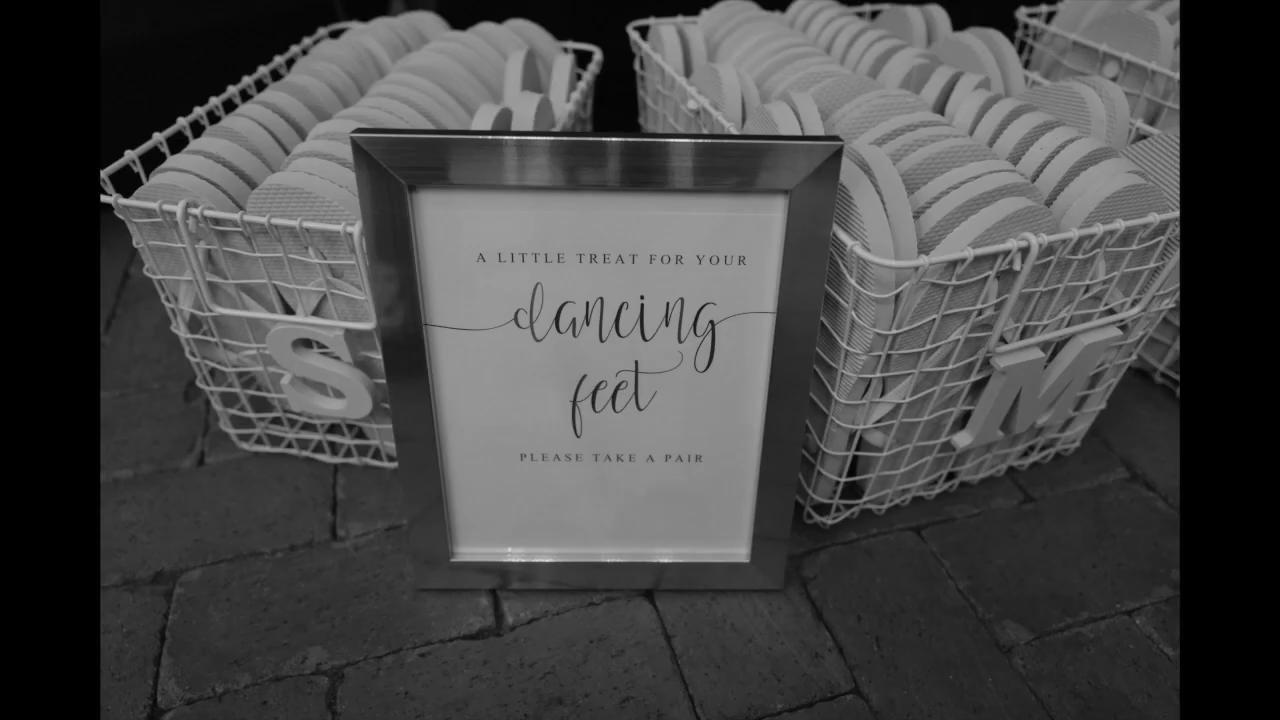 A LITTLE TREAT FOR YOUR
dancing
feet
PLEASE TAKE A PAIR
S
M